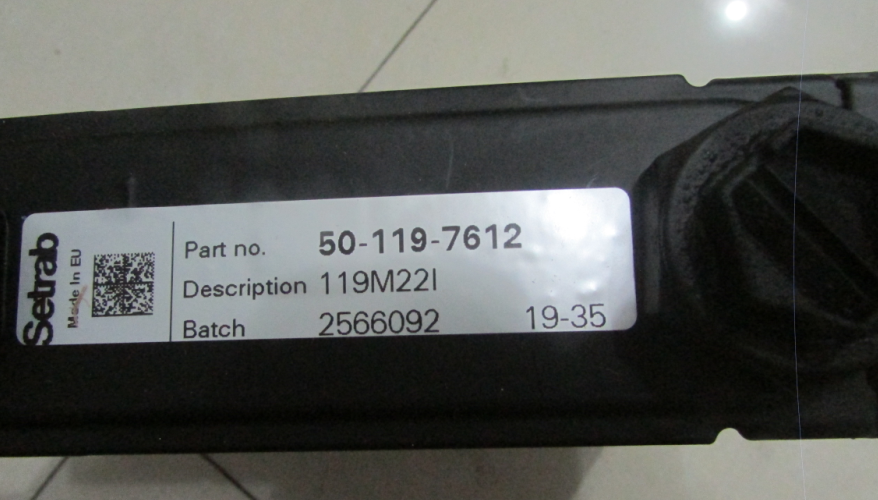 Setrab
Made In EU
Part no. 50-119-7612
Description 119M22I
Batch 2566092 19-35